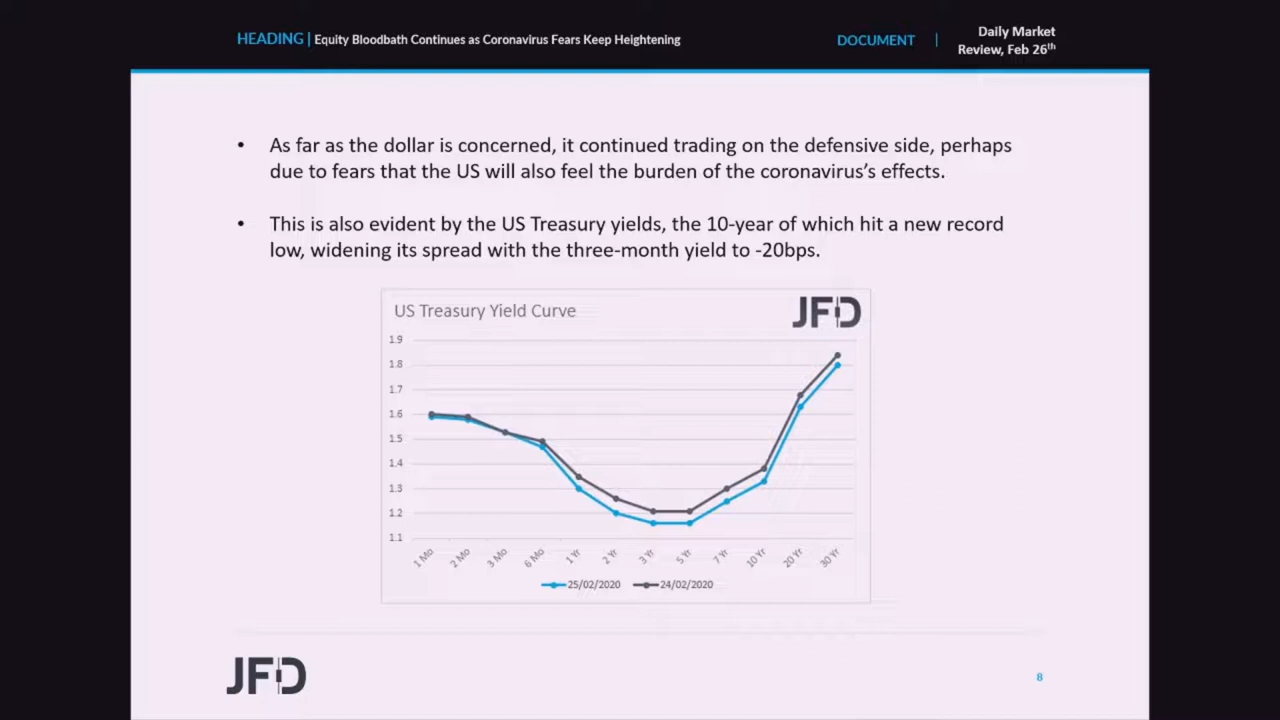 HEADING | Equity Bloodbath Continues as Coronavirus Fears Keep Heightening
DOCUMENT | Daily Market
Review, Feb 26th
• As far as the dollar is concerned, it continued trading on the defensive side, perhaps
due to fears that the US will also feel the burden of the coronavirus’s effects.
• This is also evident by the US Treasury yields, the 10-year of which hit a new record
low, widening its spread with the three-month yield to -20bps.
US Treasury Yield Curve
JFD
1.9
1.8
1.7
1.6
1.5
1.4
1.3
1.2
1.1
1 Mo
2 Mo
3 Mo
6 Mo
1 Yr
2 Yr
3 Yr
5 Yr
7 Yr
10 Yr
20 Yr
30 Yr
25/02/2020
24/02/2020
JFD
8